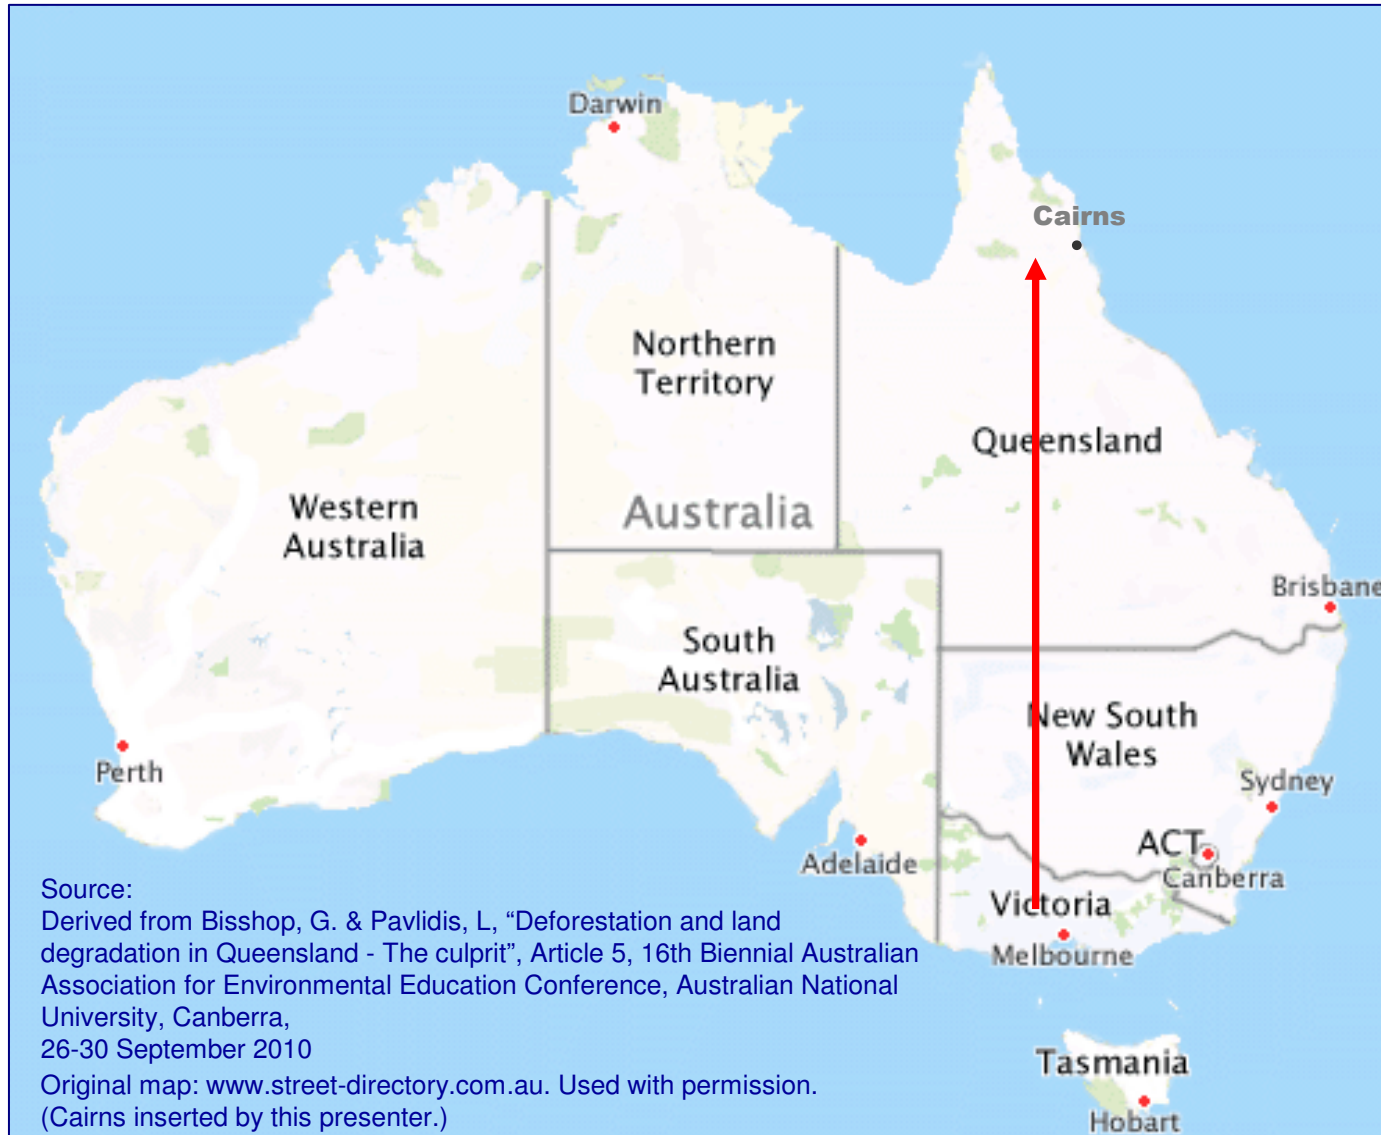 Darwin
Cairns
Northern
Territory
Queensland
Western
Australia
Australia
Brisbane
South
Australia
New South
Wales
Perth
Sydney
ACT
Adelaide
Canberra
Victoria
Melbourne
Source:
Derived from Bisshop, G. & Pavlidis, L, “Deforestation and land
degradation in Queensland - The culprit”, Article 5, 16th Biennial Australian
Association for Environmental Education Conference, Australian National
University, Canberra,
26-30 September 2010
Original map: www.street-directory.com.au. Used with permission.
(Cairns inserted by this presenter.)
Tasmania
Hobart